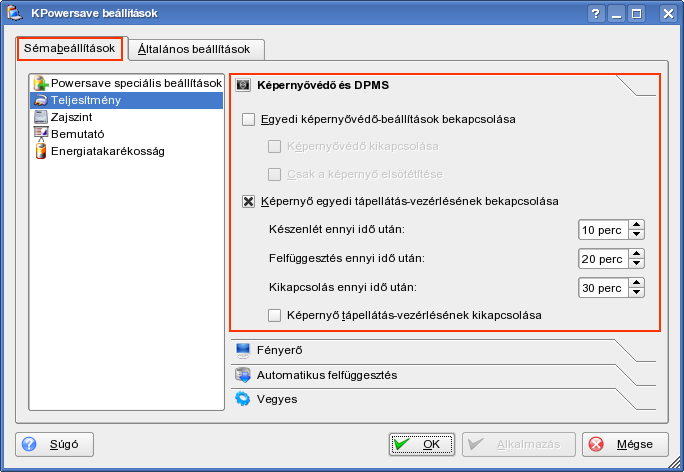 KPowersave beállítások
Sémabeállítások
Általános beállítások
Powersave speciális beállítások
Teljesítmény
Zajszint
Bemutató
Energiatakarékosság
Képernyővédő és DPMS
Egyedi képernyővédő-beállítások bekapcsolása
Képernyővédő kikapcsolása
Csak a képernyő elsötétítése
Képernyő egyedi tápellátás-vezérlésének bekapcsolása
Készenlét ennyi idő után: 10 perc
Felfüggesztés ennyi idő után: 20 perc
Kikapcsolás ennyi idő után: 30 perc
Képernyő tápellátás-vezérlésének kikapcsolása
Fényerő
Automatikus felfüggesztés
Vegyes
Súgó
OK
Alkalmazás
Mégse